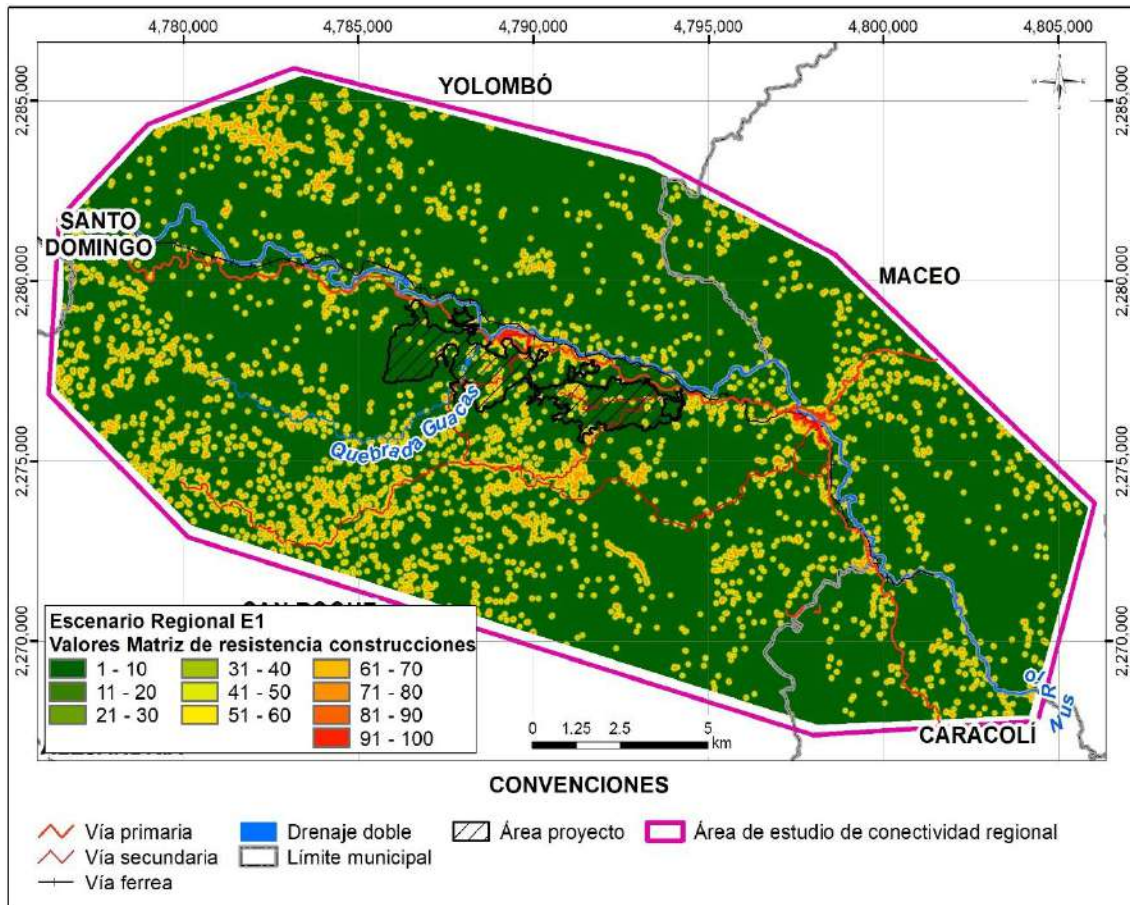 4,780,000 4,785,000 4,790,000 4,795,000 4,800,000 4,805,000
YOLOMBÓ
2,285,000 2,285,000
SANTO
DOMINGO
MACEO
2,280,000 2,280,000
Quebrada Guacas
2,275,000 2,275,000
2,270,000 2,270,000
Escenario Regional E1
Valores Matriz de resistencia construcciones
1 - 10 31 - 40 61 - 70
11 - 20 41 - 50 71 - 80
21 - 30 51 - 60 81 - 90
91 - 100
0 1.25 2.5 5
km
CARACOLÍ
CONVENCIONES
Vía primaria Drenaje doble Área proyecto Área de estudio de conectividad regional
Vía secundaria Límite municipal
Vía ferrea